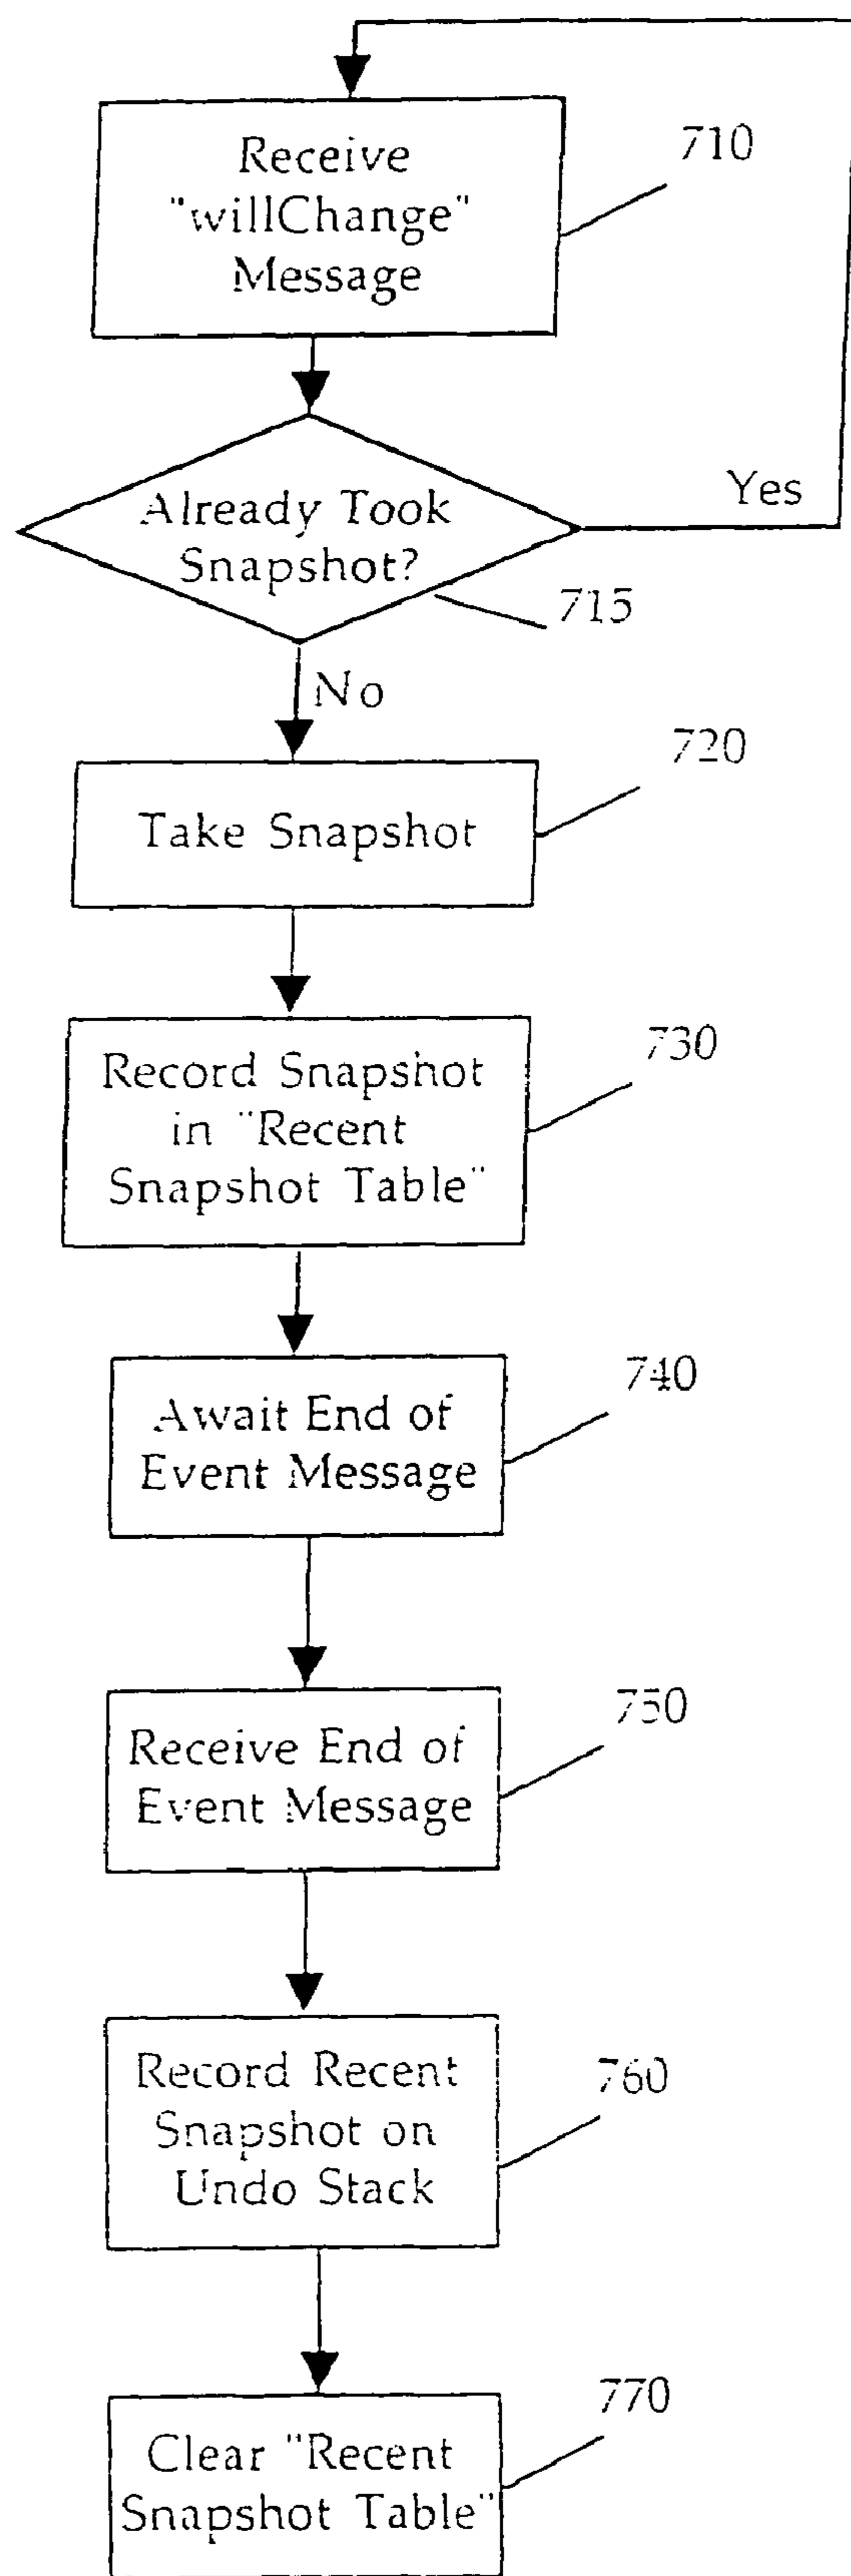 Receive
"willChange"
Message
710
Already Took
Snapshot?
Yes
715
No
Take Snapshot
720
Record Snapshot
in "Recent
Snapshot Table"
730
Await End of
Event Message
740
Receive End of
Event Message
750
Record Recent
Snapshot on
Undo Stack
760
Clear "Recent
Snapshot Table"
770